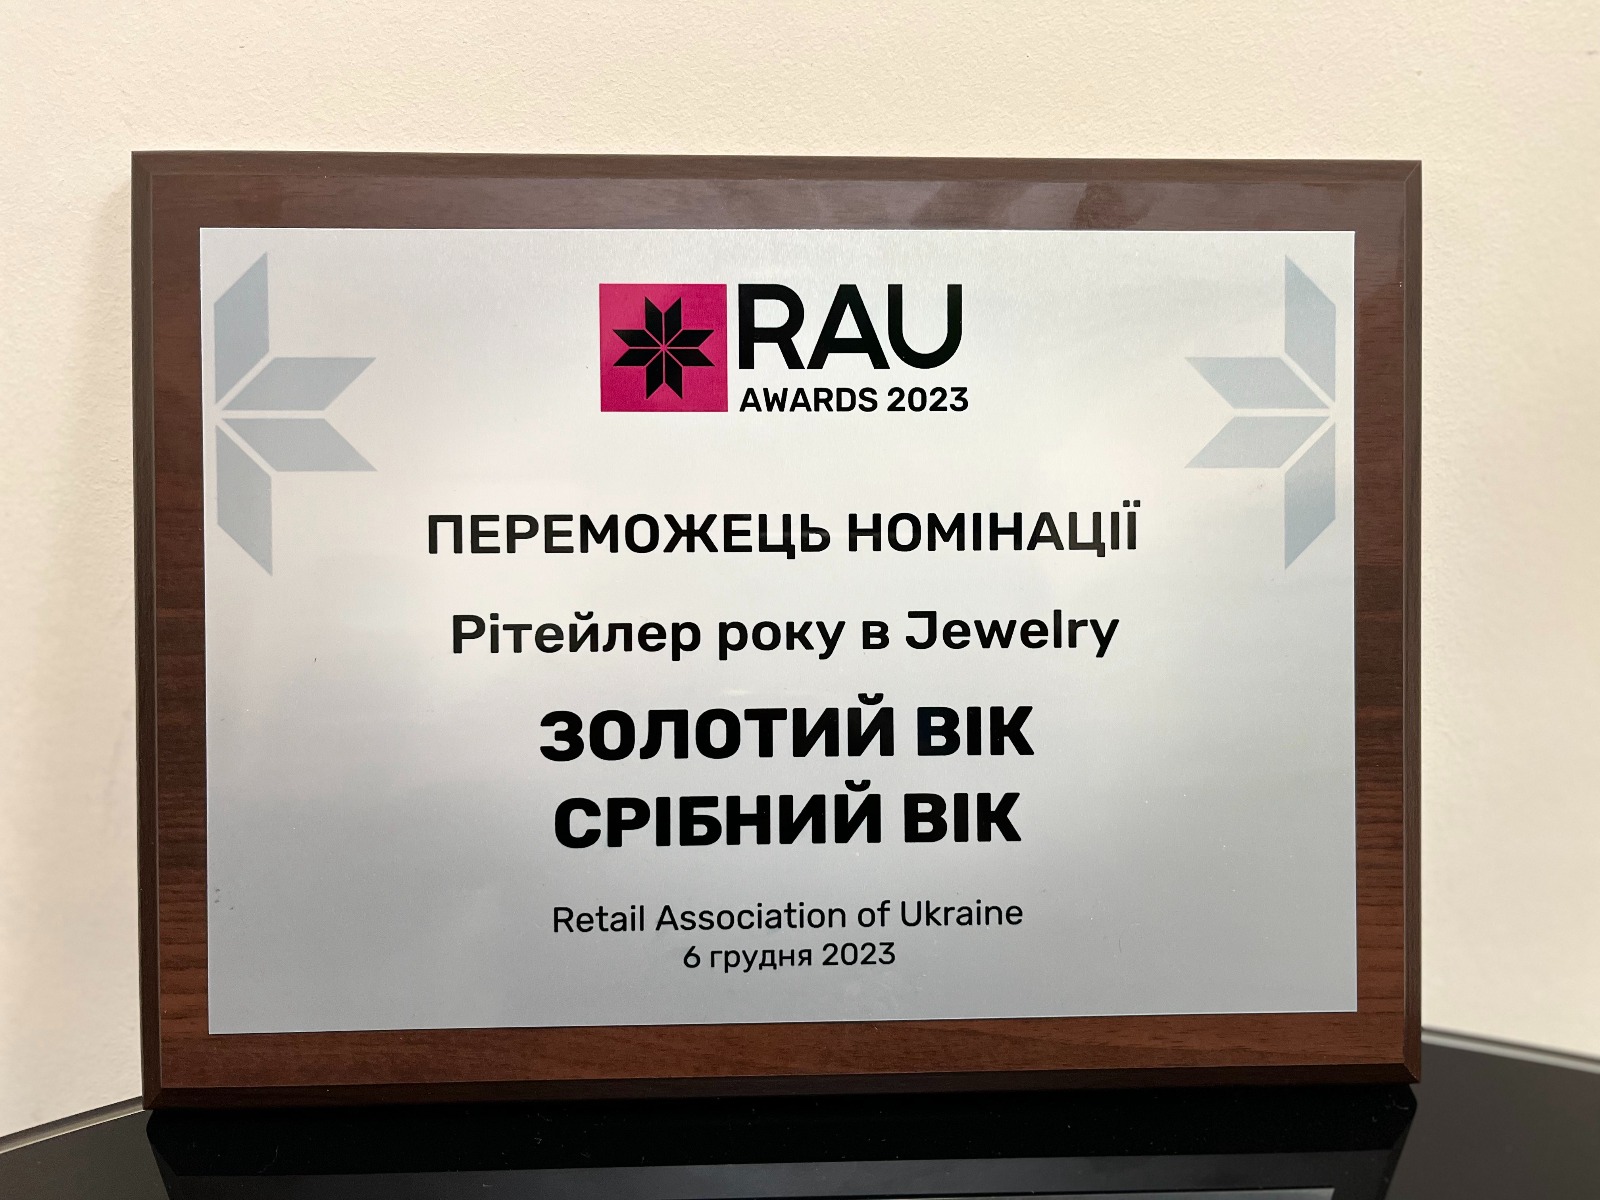 RAU
AWARDS 2023
ПЕРЕМОЖЕЦЬ НОМІНАЦІЇ
Рітейлер року в Jewelry
ЗОЛОТИЙ ВІК
СРІБНИЙ ВІК
Retail Association of Ukraine
6 грудня 2023